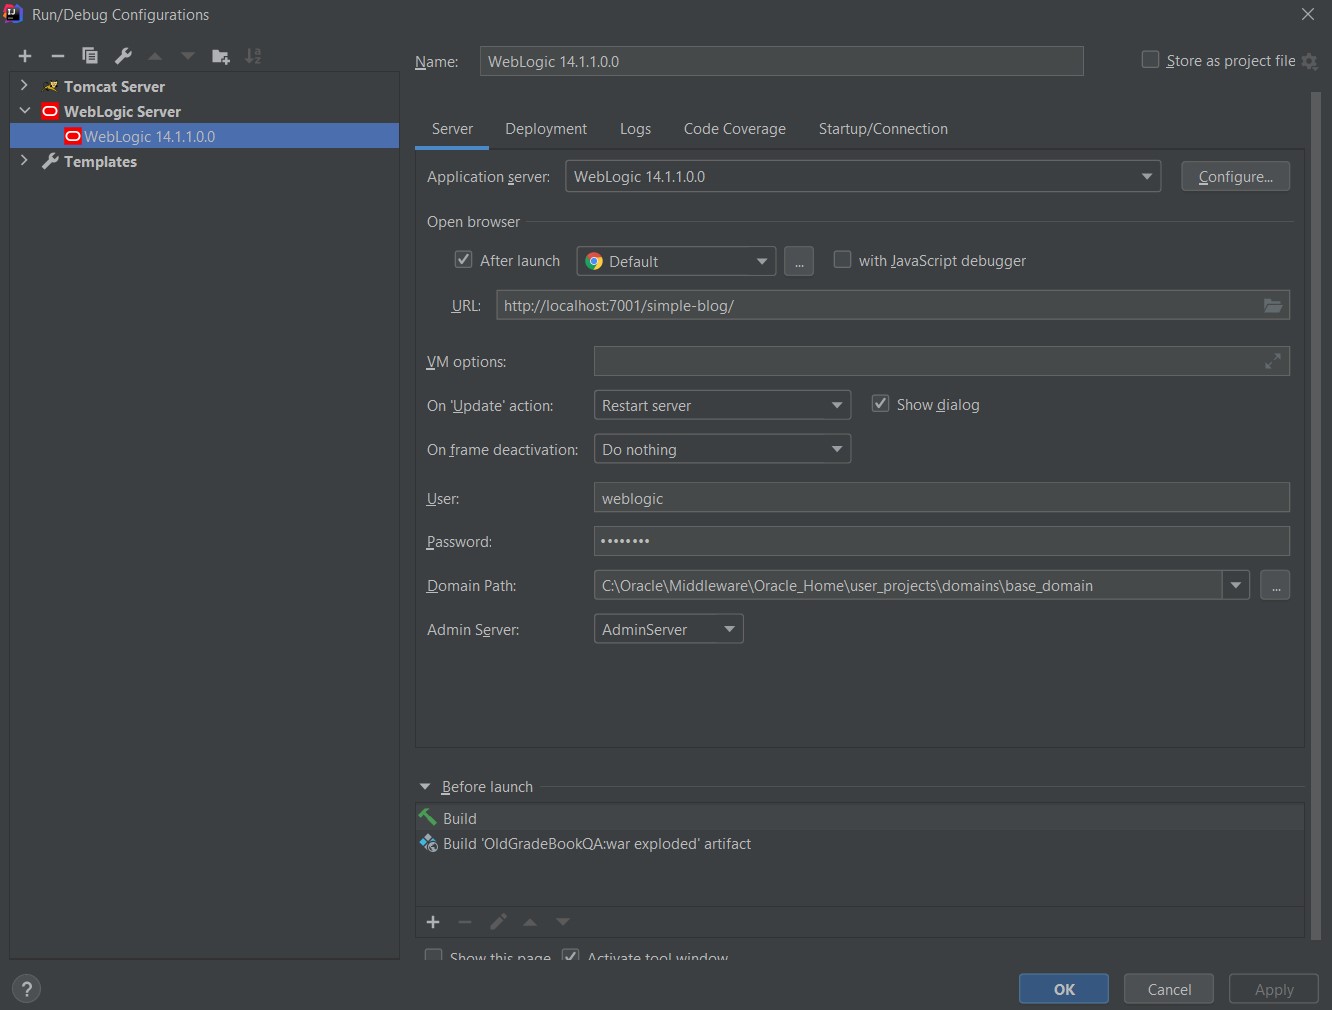 Run/Debug Configurations
Name: WebLogic 14.1.1.0.0 Store as project file
Tomcat Server
WebLogic Server
WebLogic 14.1.1.0.0
Templates
Server Deployment Logs Code Coverage Startup/Connection
Application server: WebLogic 14.1.1.0.0 Configure...
Open browser
After launch Default ... with JavaScript debugger
URL: http://localhost:7001/simple-blog/
VM options:
On 'Update' action: Restart server Show dialog
On frame deactivation: Do nothing
User: weblogic
Password: ••••••••
Domain Path: C:\Oracle\Middleware\Oracle_Home\user_projects\domains\base_domain ...
Admin Server: AdminServer
Before launch
Build
Build 'OldGradeBookQA:war exploded' artifact
Show this page Activate tool window
? OK Cancel Apply